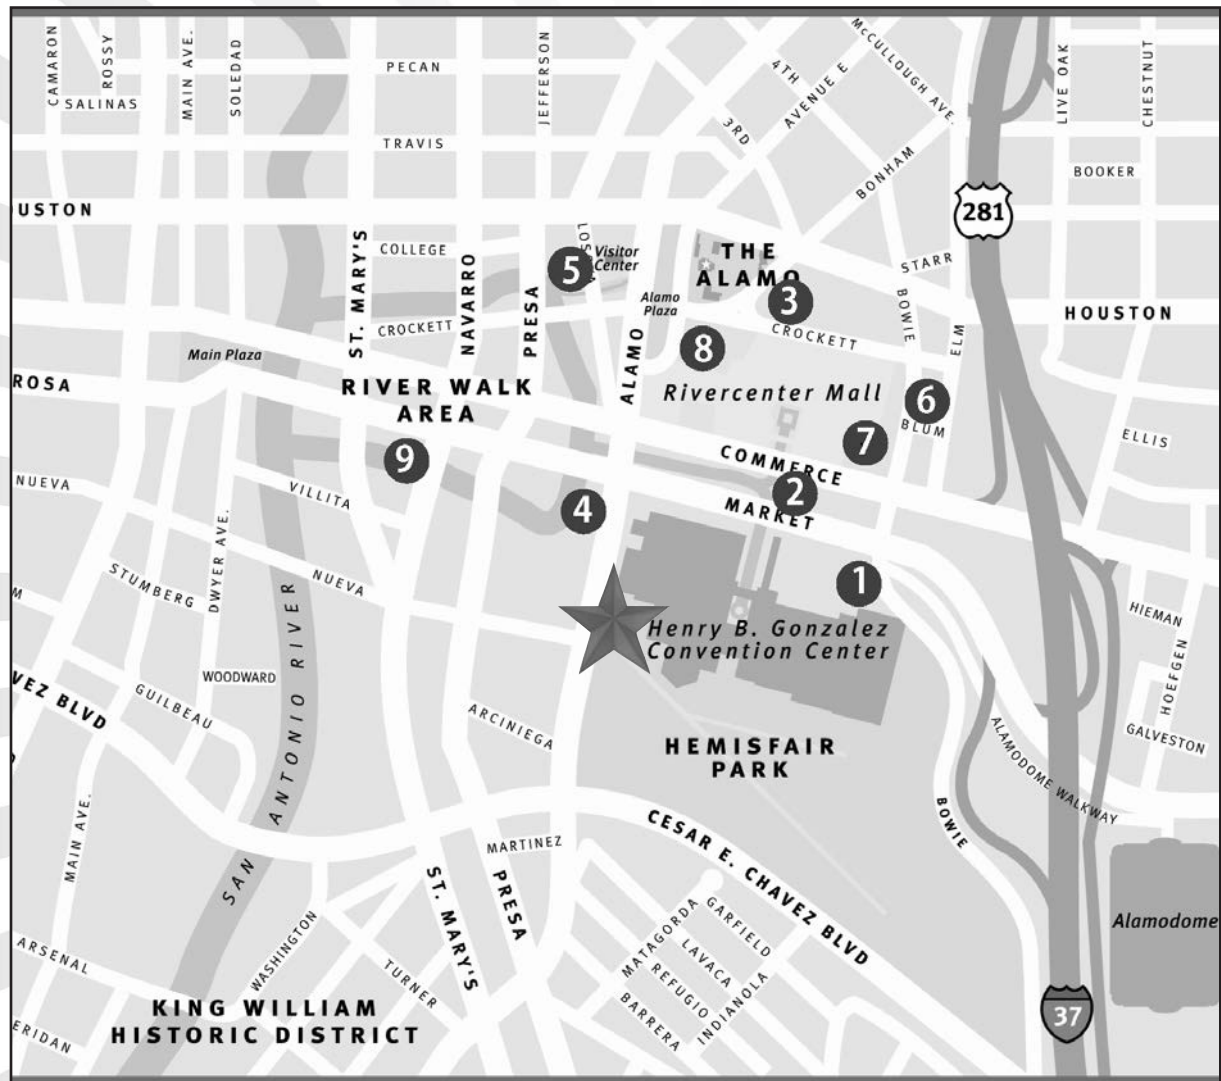 CAMARON
ROSSY
MAIN AVE.
SOLEDAD
PECAN
JEFFERSON
4TH
AVENUE E
McCULLOUGH AVE.
LIVE OAK
CHESTNUT
SALINAS
TRAVIS
3RD
BONHAM
BOOKER
USTON
281
COLLEGE
ST. MARY'S
NAVARRO
PRESA
5
Visitor
Center
THE
ALAMO
STARR
3
Alamo
Plaza
BOWIE
HOUSTON
CROCKETT
CROCKETT
ELM
ALAMO
8
Main Plaza
ROSA
RIVER WALK
AREA
Rivercenter Mall
6
BLUM
7
ELLIS
9
COMMERCE
NUEVA
VILLITA
4
2
MARKET
DWYER AVE.
STUMBERG
NUEVA
1
M
HIEMAN
Henry B. Gonzalez
Convention Center
HOEFGEN
WOODWARD
VEZ BLVD
GUILBEAU
ARCINIEGA
SAN ANTONIO RIVER
HEMISFAIR
PARK
GALVESTON
ALAMODOME WALKWAY
MAIN AVE.
BOWIE
MARTINEZ
CESAR E. CHAVEZ BLVD
ST. MARY'S
PRESA
Alamodome
ARSENAL
WASHINGTON
TURNER
MATAGORDA
GARFIELD
LAVACA
REFUGIO
BARRERA
INDIANOLA
KING WILLIAM
HISTORIC DISTRICT
ERIDAN
37